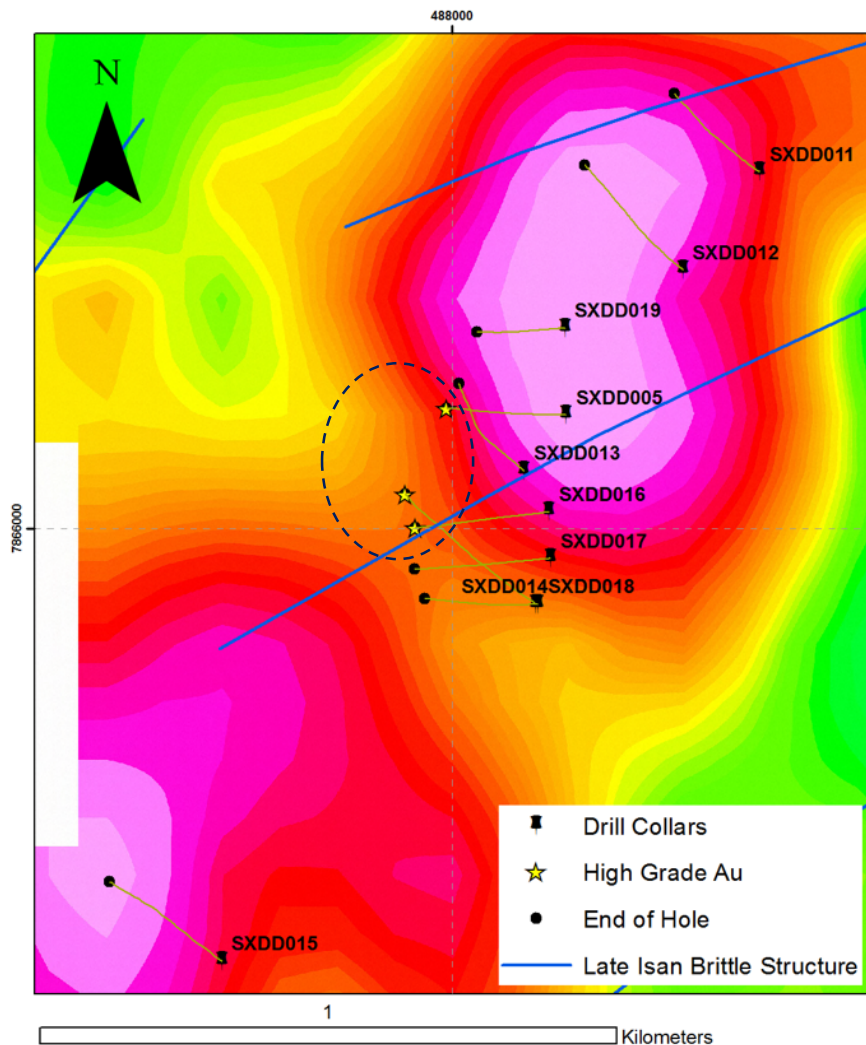 488000
N
SXDD011
SXDD012
SXDD019
SXDD005
SXDD013
SXDD016
7866000
SXDD017
SXDD014SXDD018
SXDD015
Drill Collars
High Grade Au
End of Hole
Late Isan Brittle Structure
1
Kilometers